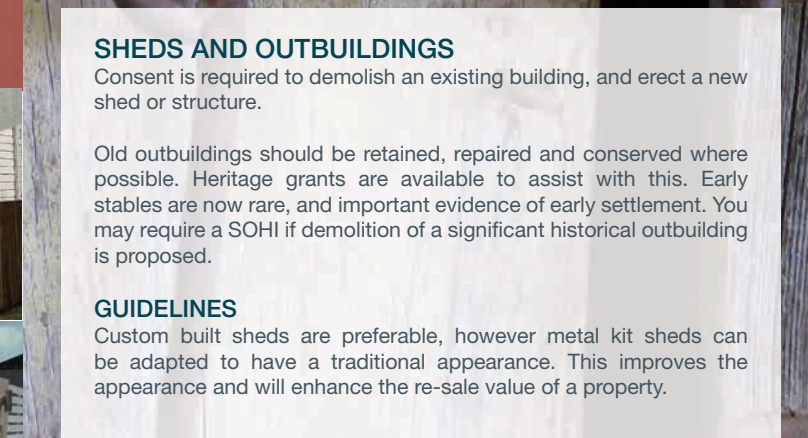 SHEDS AND OUTBUILDINGS
Consent is required to demolish an existing building, and erect a new
shed or structure.
Old outbuildings should be retained, repaired and conserved where
possible. Heritage grants are available to assist with this. Early
stables are now rare, and important evidence of early settlement. You
may require a SOHI if demolition of a significant historical outbuilding
is proposed.
GUIDELINES
Custom built sheds are preferable, however metal kit sheds can
be adapted to have a traditional appearance. This improves the
appearance and will enhance the re-sale value of a property.